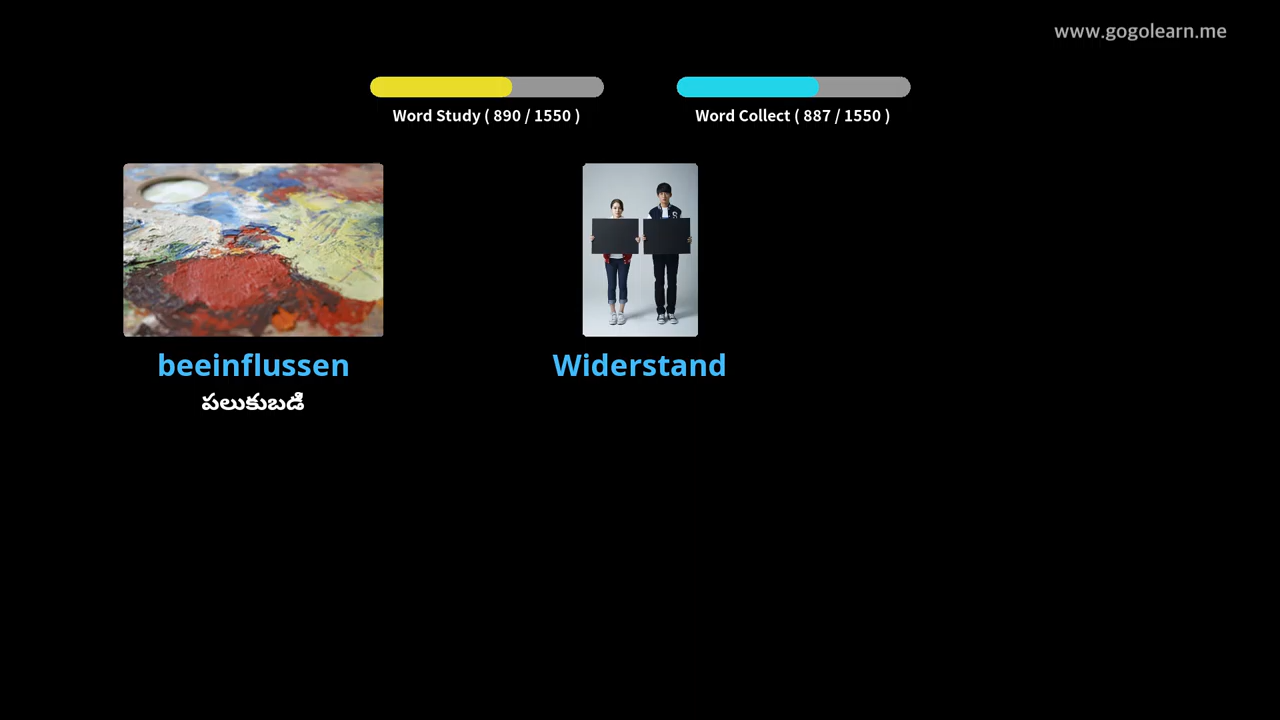 www.gogolearn.me
Word Study ( 890 / 1550 )
Word Collect ( 887 / 1550 )
beeinflussen
Widerstand
పలుకుబడి